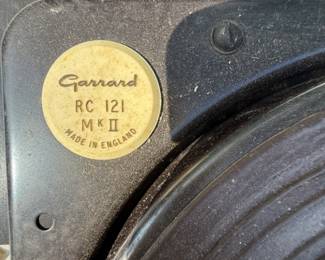 Garrard
RC 121
MK II
MADE IN ENGLAND